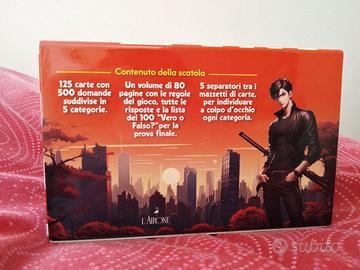 Contenuto della scatola
125 carte con
500 domande
suddivise in
5 categorie.
Un volume di 80
pagine con le regole
del gioco, tutte le
risposte e la lista
dei 100 "Vero o
Falso?" per la
prova finale.
5 separatori tra i
mazzetti di carte,
per individuare
a colpo d'occhio
ogni categoria.
L'AIRONE
subito